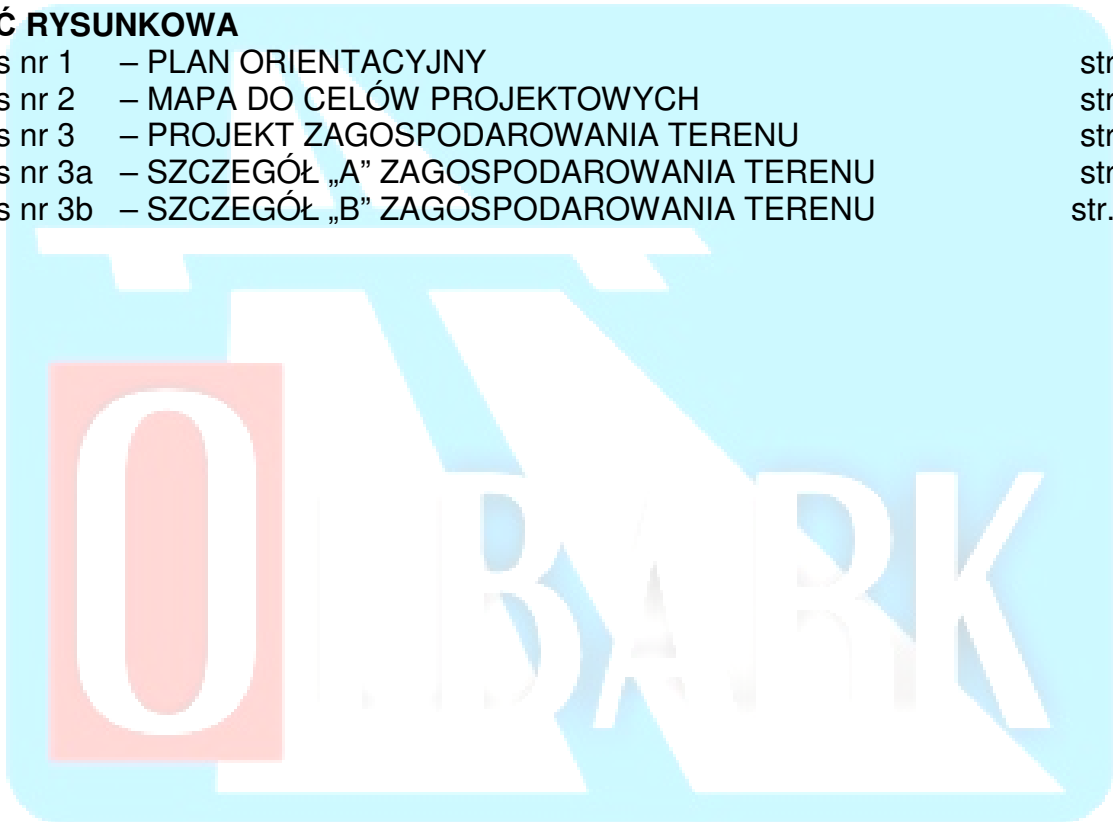 Ć RYSUNKOWA
s nr 1 – PLAN ORIENTACYJNY str
s nr 2 – MAPA DO CELÓW PROJEKTOWYCH str
s nr 3 – PROJEKT ZAGOSPODAROWANIA TERENU str
s nr 3a – SZCZEGÓŁ „A” ZAGOSPODAROWANIA TERENU str
s nr 3b – SZCZEGÓŁ „B” ZAGOSPODAROWANIA TERENU str.
OLBARK